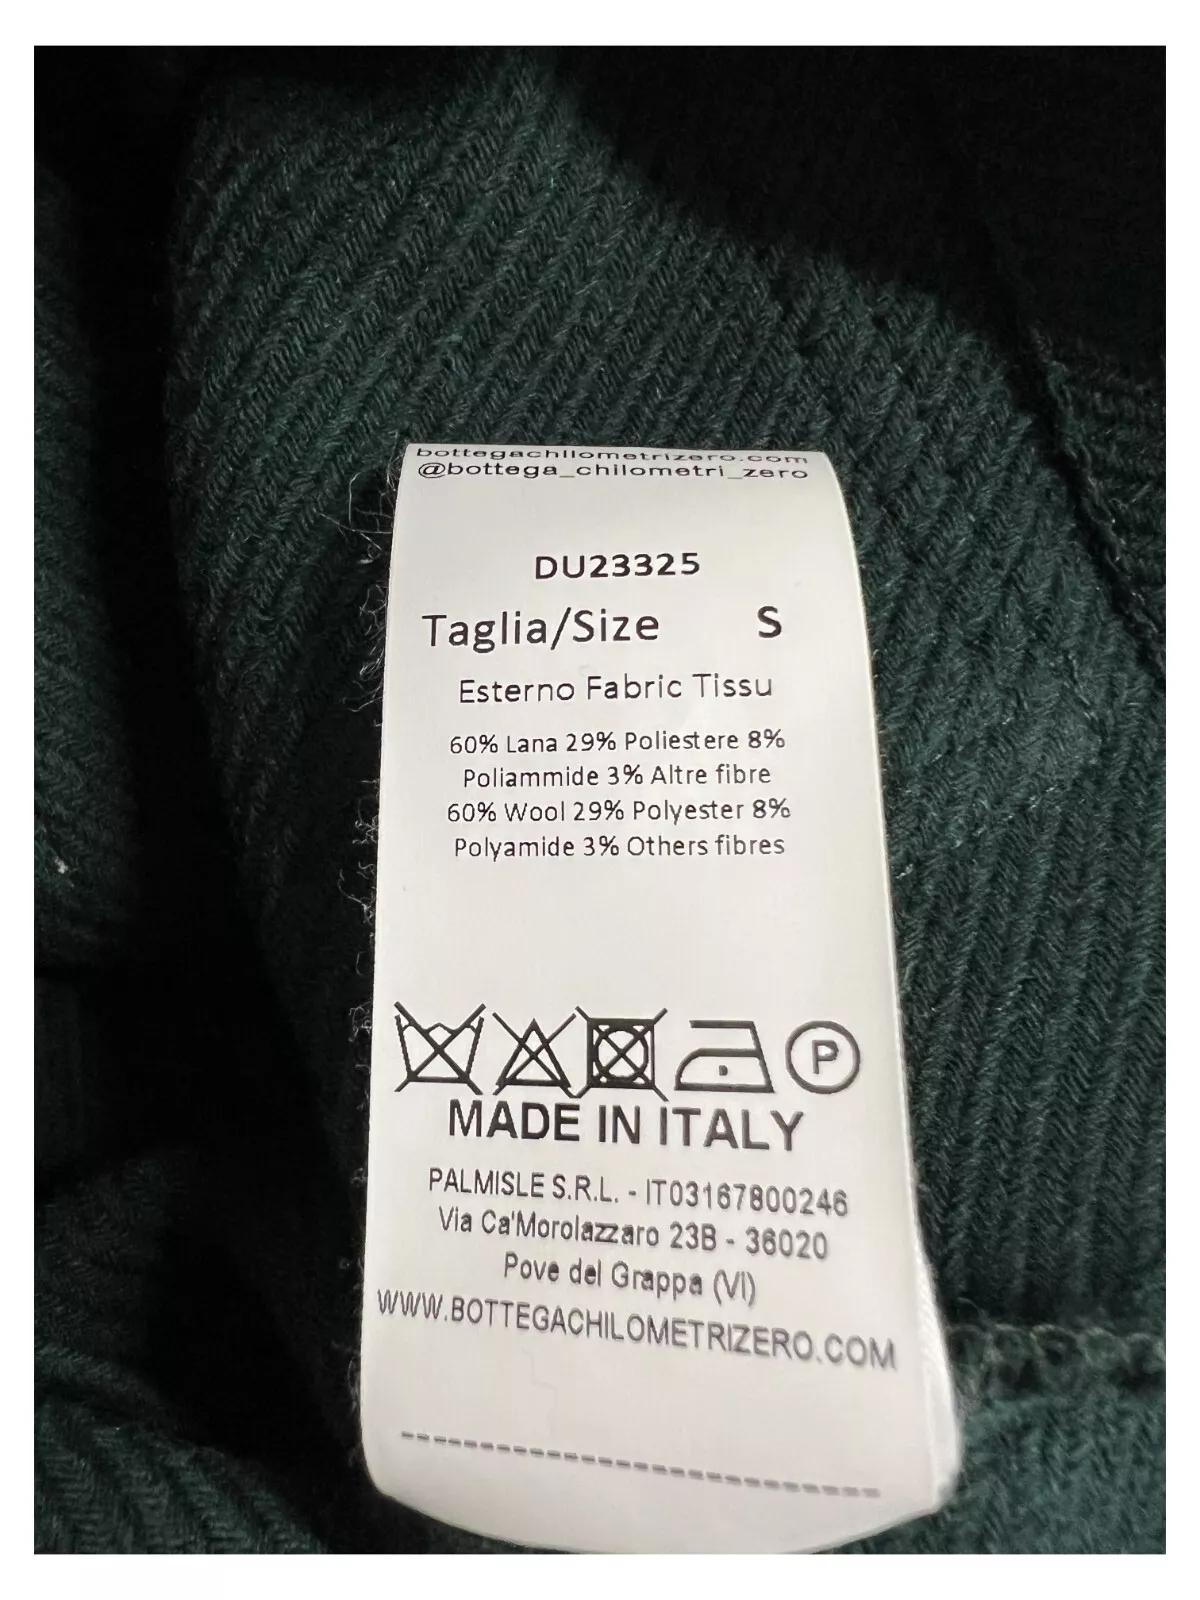 bottegachilometrizero.com
@bottega_chilometri_zero
DU23325
Taglia/Size S
Esterno Fabric Tissu
60% Lana 29% Poliestere 8%
Poliammide 3% Altre fibre
60% Wool 29% Polyester 8%
Polyamide 3% Others fibres
P
MADE IN ITALY
PALMISLE S.R.L. - IT03167800246
Via Ca'Morolazzaro 23B - 36020
Pove del Grappa (VI)
WWW.BOTTEGACHILOMETRIZERO.COM